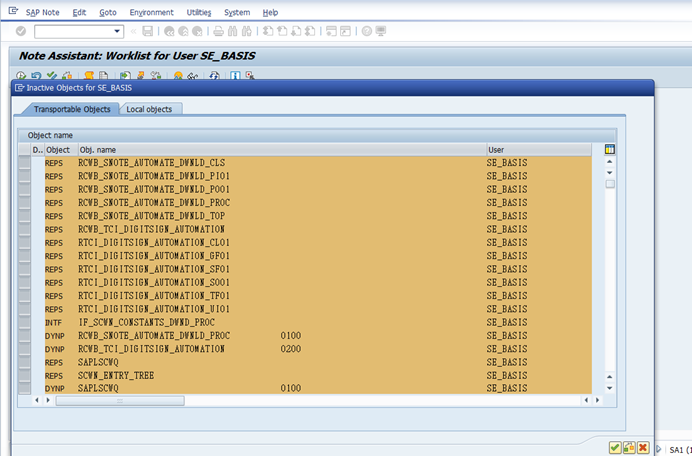 SAP Note Edit Goto Environment Utilities System Help
Note Assistant: Worklist for User SE_BASIS
Inactive Objects for SE_BASIS
Transportable Objects Local objects
Object name
D.. Object Obj. name User
REPS RCWB_SNOTE_AUTOMATE_DWNLD_CLS SE_BASIS
REPS RCWB_SNOTE_AUTOMATE_DWNLD_PI01 SE_BASIS
REPS RCWB_SNOTE_AUTOMATE_DWNLD_PO01 SE_BASIS
REPS RCWB_SNOTE_AUTOMATE_DWNLD_PROC SE_BASIS
REPS RCWB_SNOTE_AUTOMATE_DWNLD_TOP SE_BASIS
REPS RCWB_TCI_DIGITSIGN_AUTOMATION SE_BASIS
REPS RTCI_DIGITSIGN_AUTOMATION_CL01 SE_BASIS
REPS RTCI_DIGITSIGN_AUTOMATION_GF01 SE_BASIS
REPS RTCI_DIGITSIGN_AUTOMATION_SF01 SE_BASIS
REPS RTCI_DIGITSIGN_AUTOMATION_SO01 SE_BASIS
REPS RTCI_DIGITSIGN_AUTOMATION_TF01 SE_BASIS
REPS RTCI_DIGITSIGN_AUTOMATION_UI01 SE_BASIS
INTF IF_SCWN_CONSTANTS_DWND_PROC SE_BASIS
DYNP RCWB_SNOTE_AUTOMATE_DWNLD_PROC 0100 SE_BASIS
DYNP RCWB_TCI_DIGITSIGN_AUTOMATION 0200 SE_BASIS
REPS SAPLSCWQ SE_BASIS
REPS SCWN_ENTRY_TREE SE_BASIS
DYNP SAPLSCWQ 0100 SE_BASIS
SA1 (1